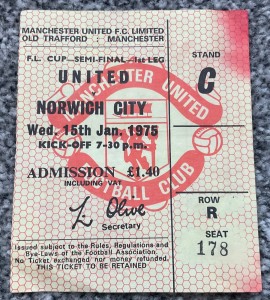 MANCHESTER UNITED F.C. LIMITED
OLD TRAFFORD : MANCHESTER
F.L. CUP—SEMI-FINAL—1st LEG
UNITED
v
NORWICH CITY
Wed. 15th Jan. 1975
KICK-OFF 7-30 p.m.
ADMISSION £1.40
INCLUDING VAT
L Olive
Secretary
Issued subject to the Rules, Regulations and
Bye-Laws of the Football Association.
No Ticket exchanged nor money refunded.
THIS TICKET TO BE RETAINED
STAND
C
ROW
R
SEAT
178
MANCHESTER UNITED
FOOTBALL CLUB